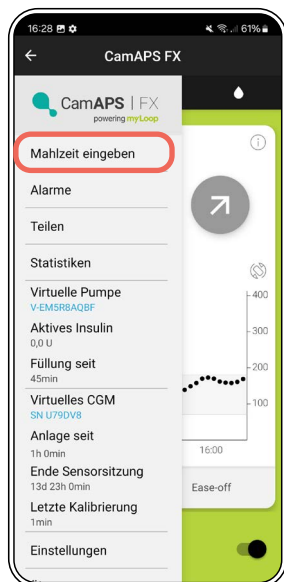 16:28
61%
CamAPS FX
CamAPS | FX
powering myLoop
Mahlzeit eingeben
Alarme
Teilen
Statistiken
Virtuelle Pumpe
V-EM5R8AQBF
Aktives Insulin
0,0 U
Füllung seit
45min
Virtuelles CGM
SN U79DV8
Anlage seit
1h 0min
Ende Sensorsitzung
13d 23h 0min
Letzte Kalibrierung
1min
Einstellungen
400
300
200
100
16:00
Ease-off